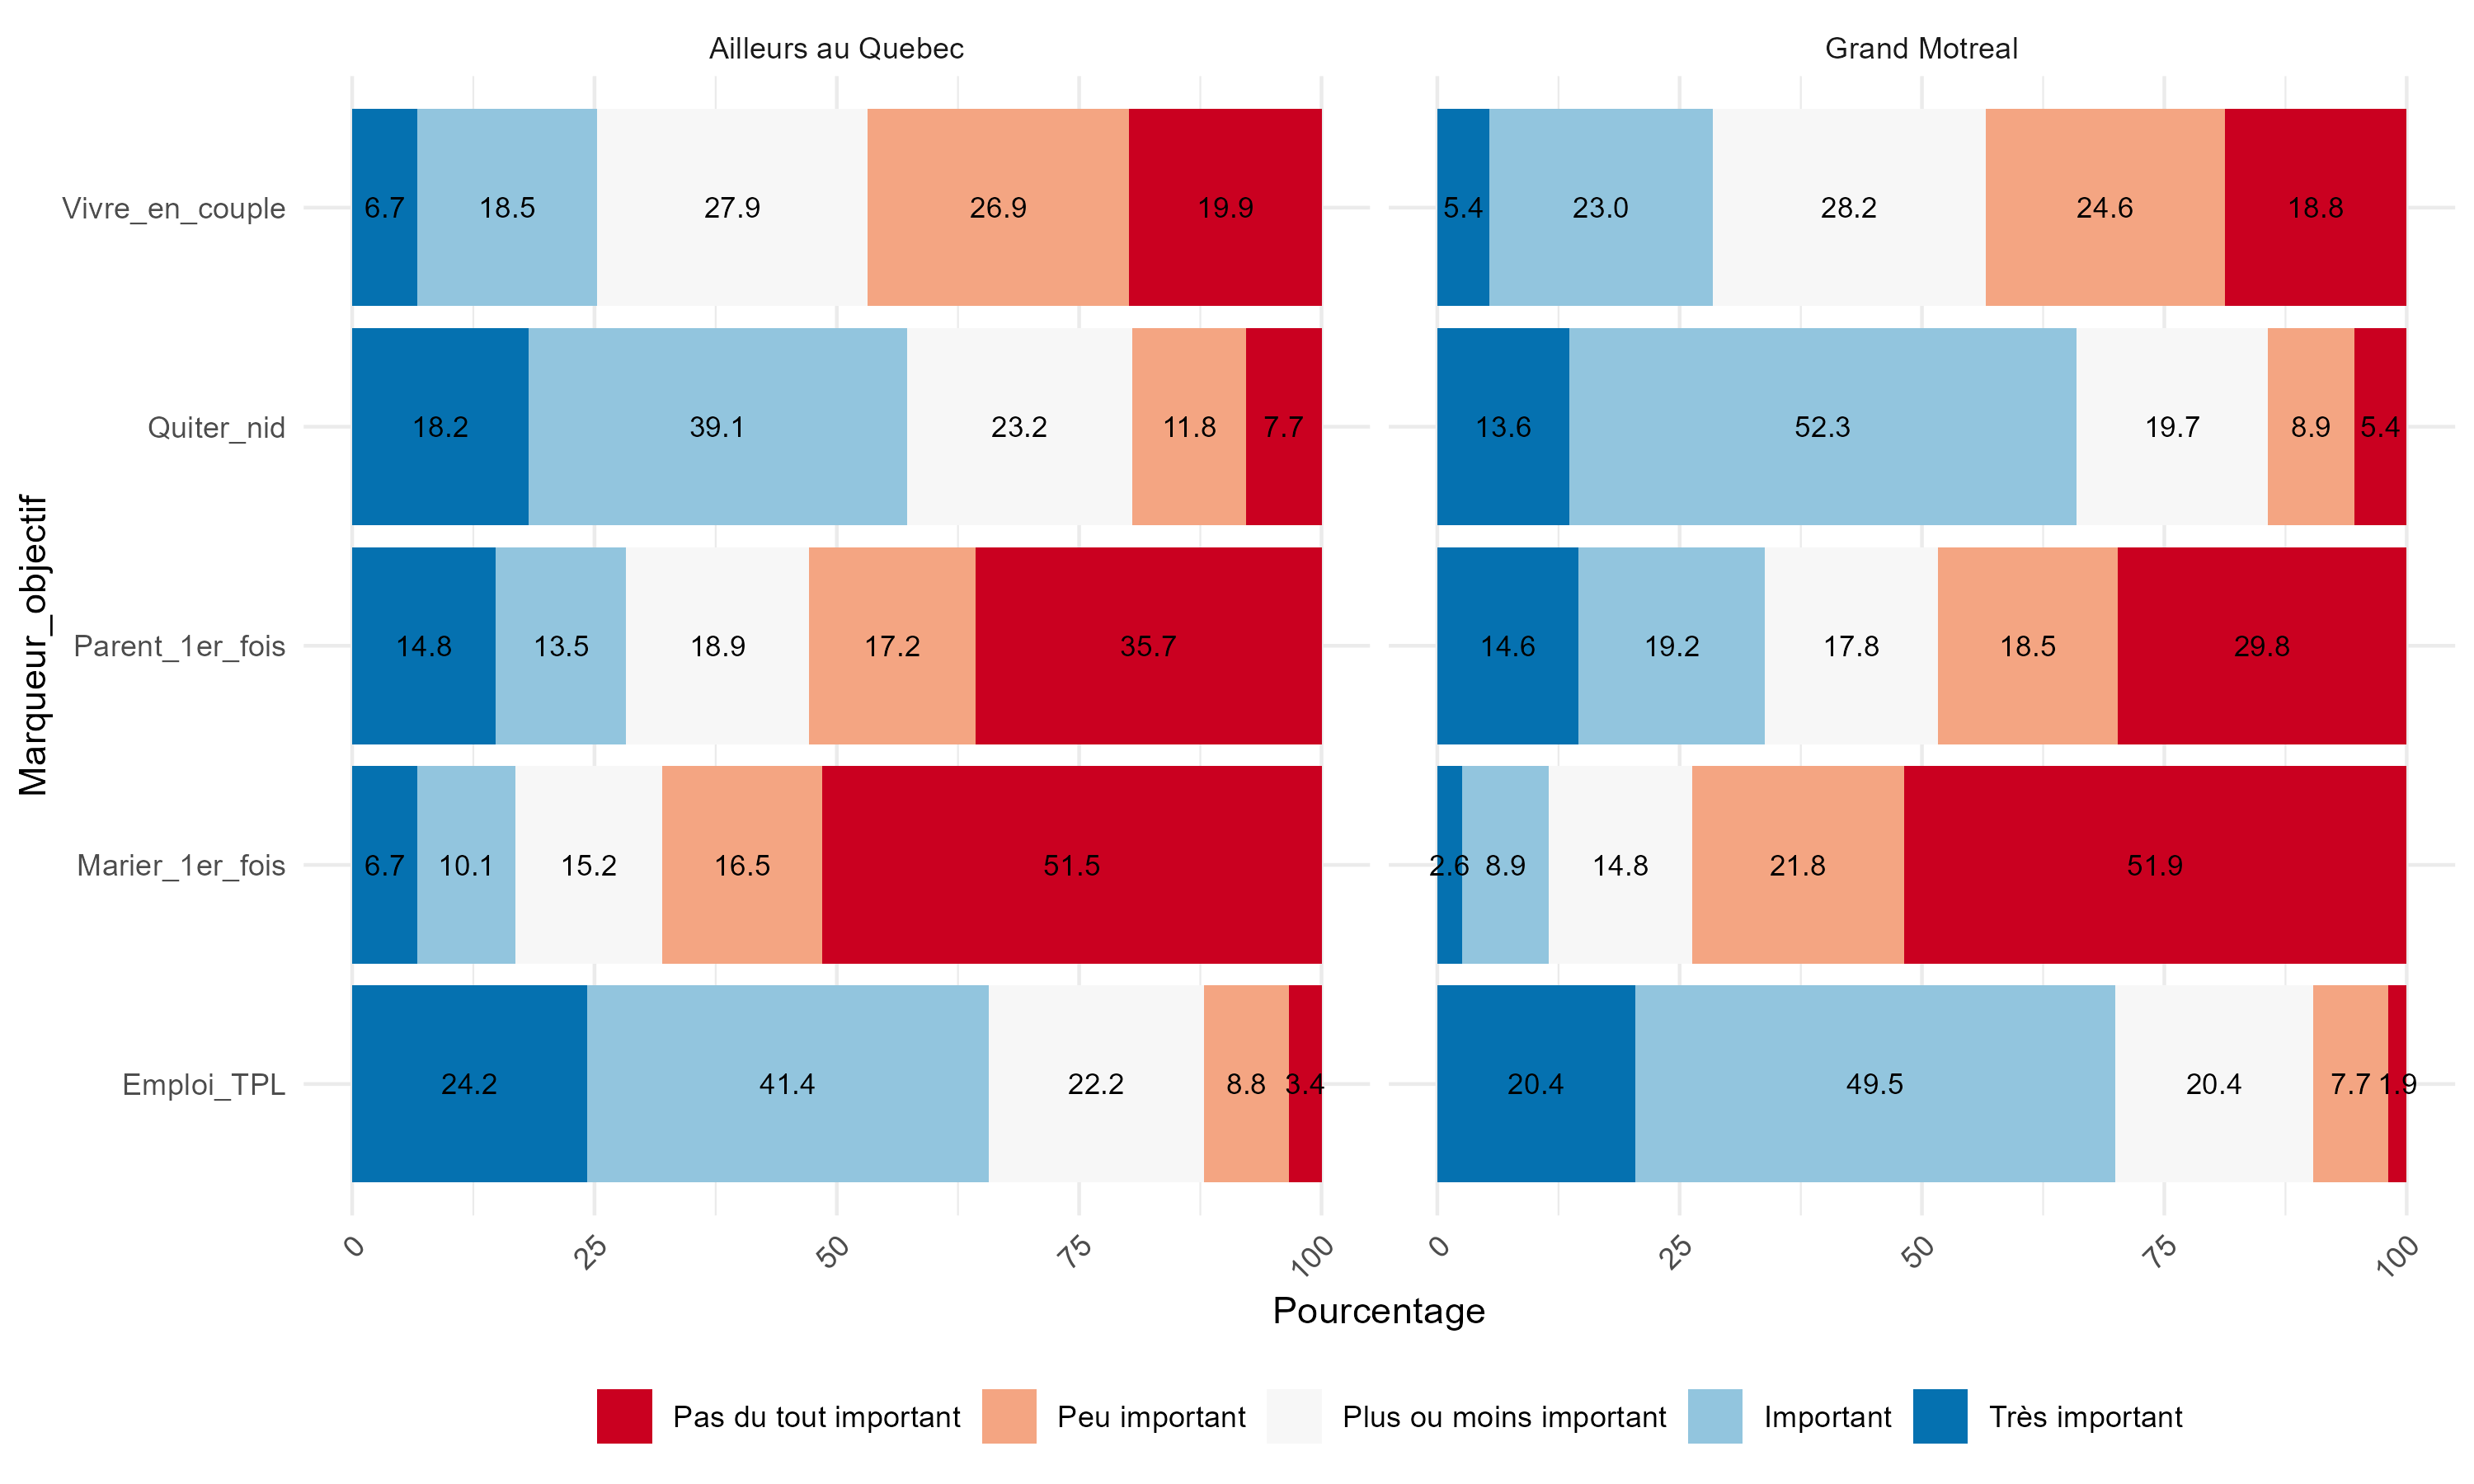 Ailleurs au Quebec
Grand Motreal
Marqueur_objectif
Vivre_en_couple
6.7 18.5 27.9 26.9 19.9
5.4 23.0 28.2 24.6 18.8
Quiter_nid
18.2 39.1 23.2 11.8 7.7
13.6 52.3 19.7 8.9 5.4
Parent_1er_fois
14.8 13.5 18.9 17.2 35.7
14.6 19.2 17.8 18.5 29.8
Marier_1er_fois
6.7 10.1 15.2 16.5 51.5
2.6 8.9 14.8 21.8 51.9
Emploi_TPL
24.2 41.4 22.2 8.8 3.4
20.4 49.5 20.4 7.7 1.9
0 25 50 75 100
0 25 50 75 100
Pourcentage
Pas du tout important Peu important Plus ou moins important Important Très important